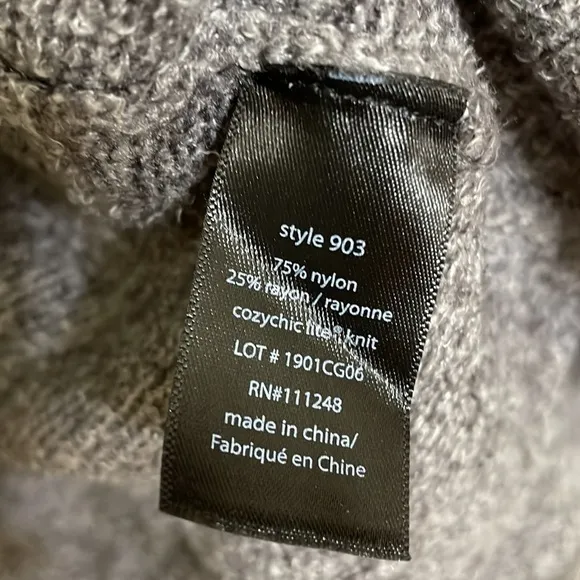 style 903
75% nylon
25% rayon / rayonne
cozychic lite® knit
LOT # 1901CG06
RN#111248
made in china/
Fabriqué en Chine